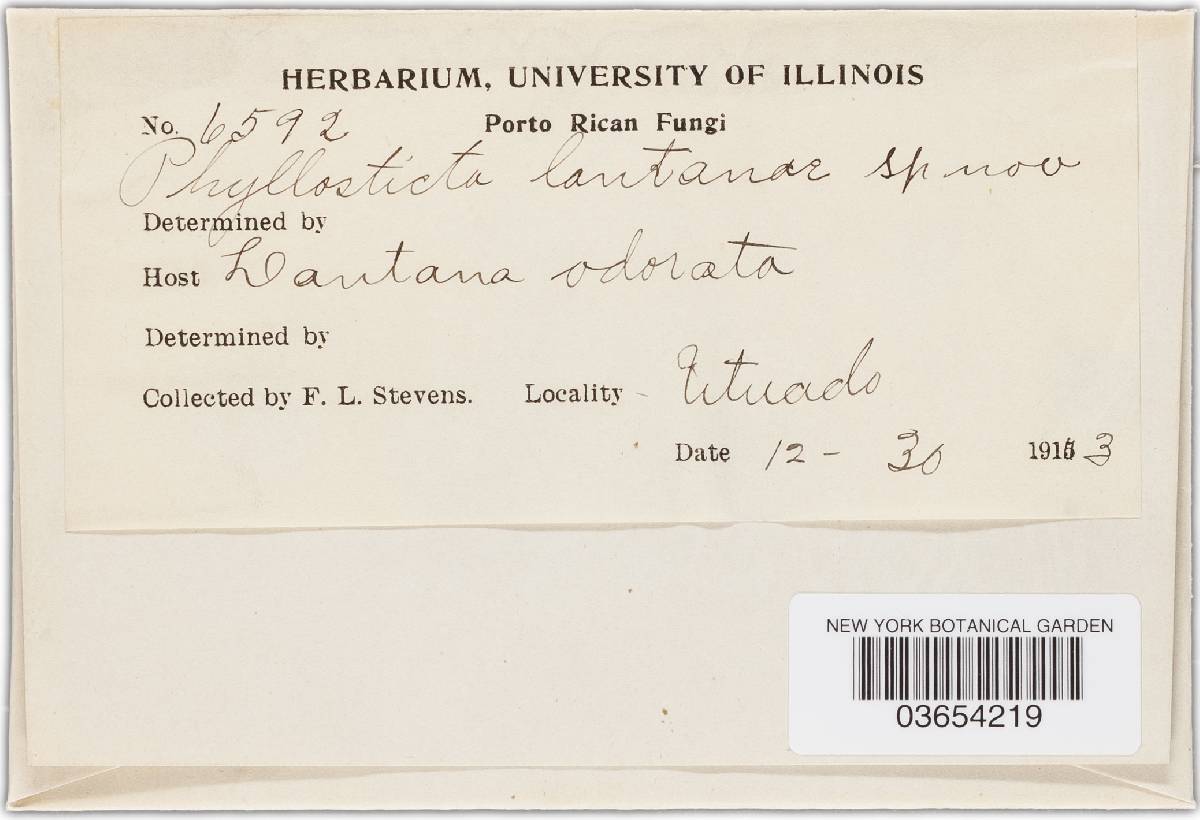 HERBARIUM, UNIVERSITY OF ILLINOIS
No. 6592 Porto Rican Fungi
Phyllosticta lantanae sp nov
Determined by
Host Lantana odorata
Determined by
Collected by F. L. Stevens. Locality - Utuado
Date 12 - 30 1913
NEW YORK BOTANICAL GARDEN
03654219